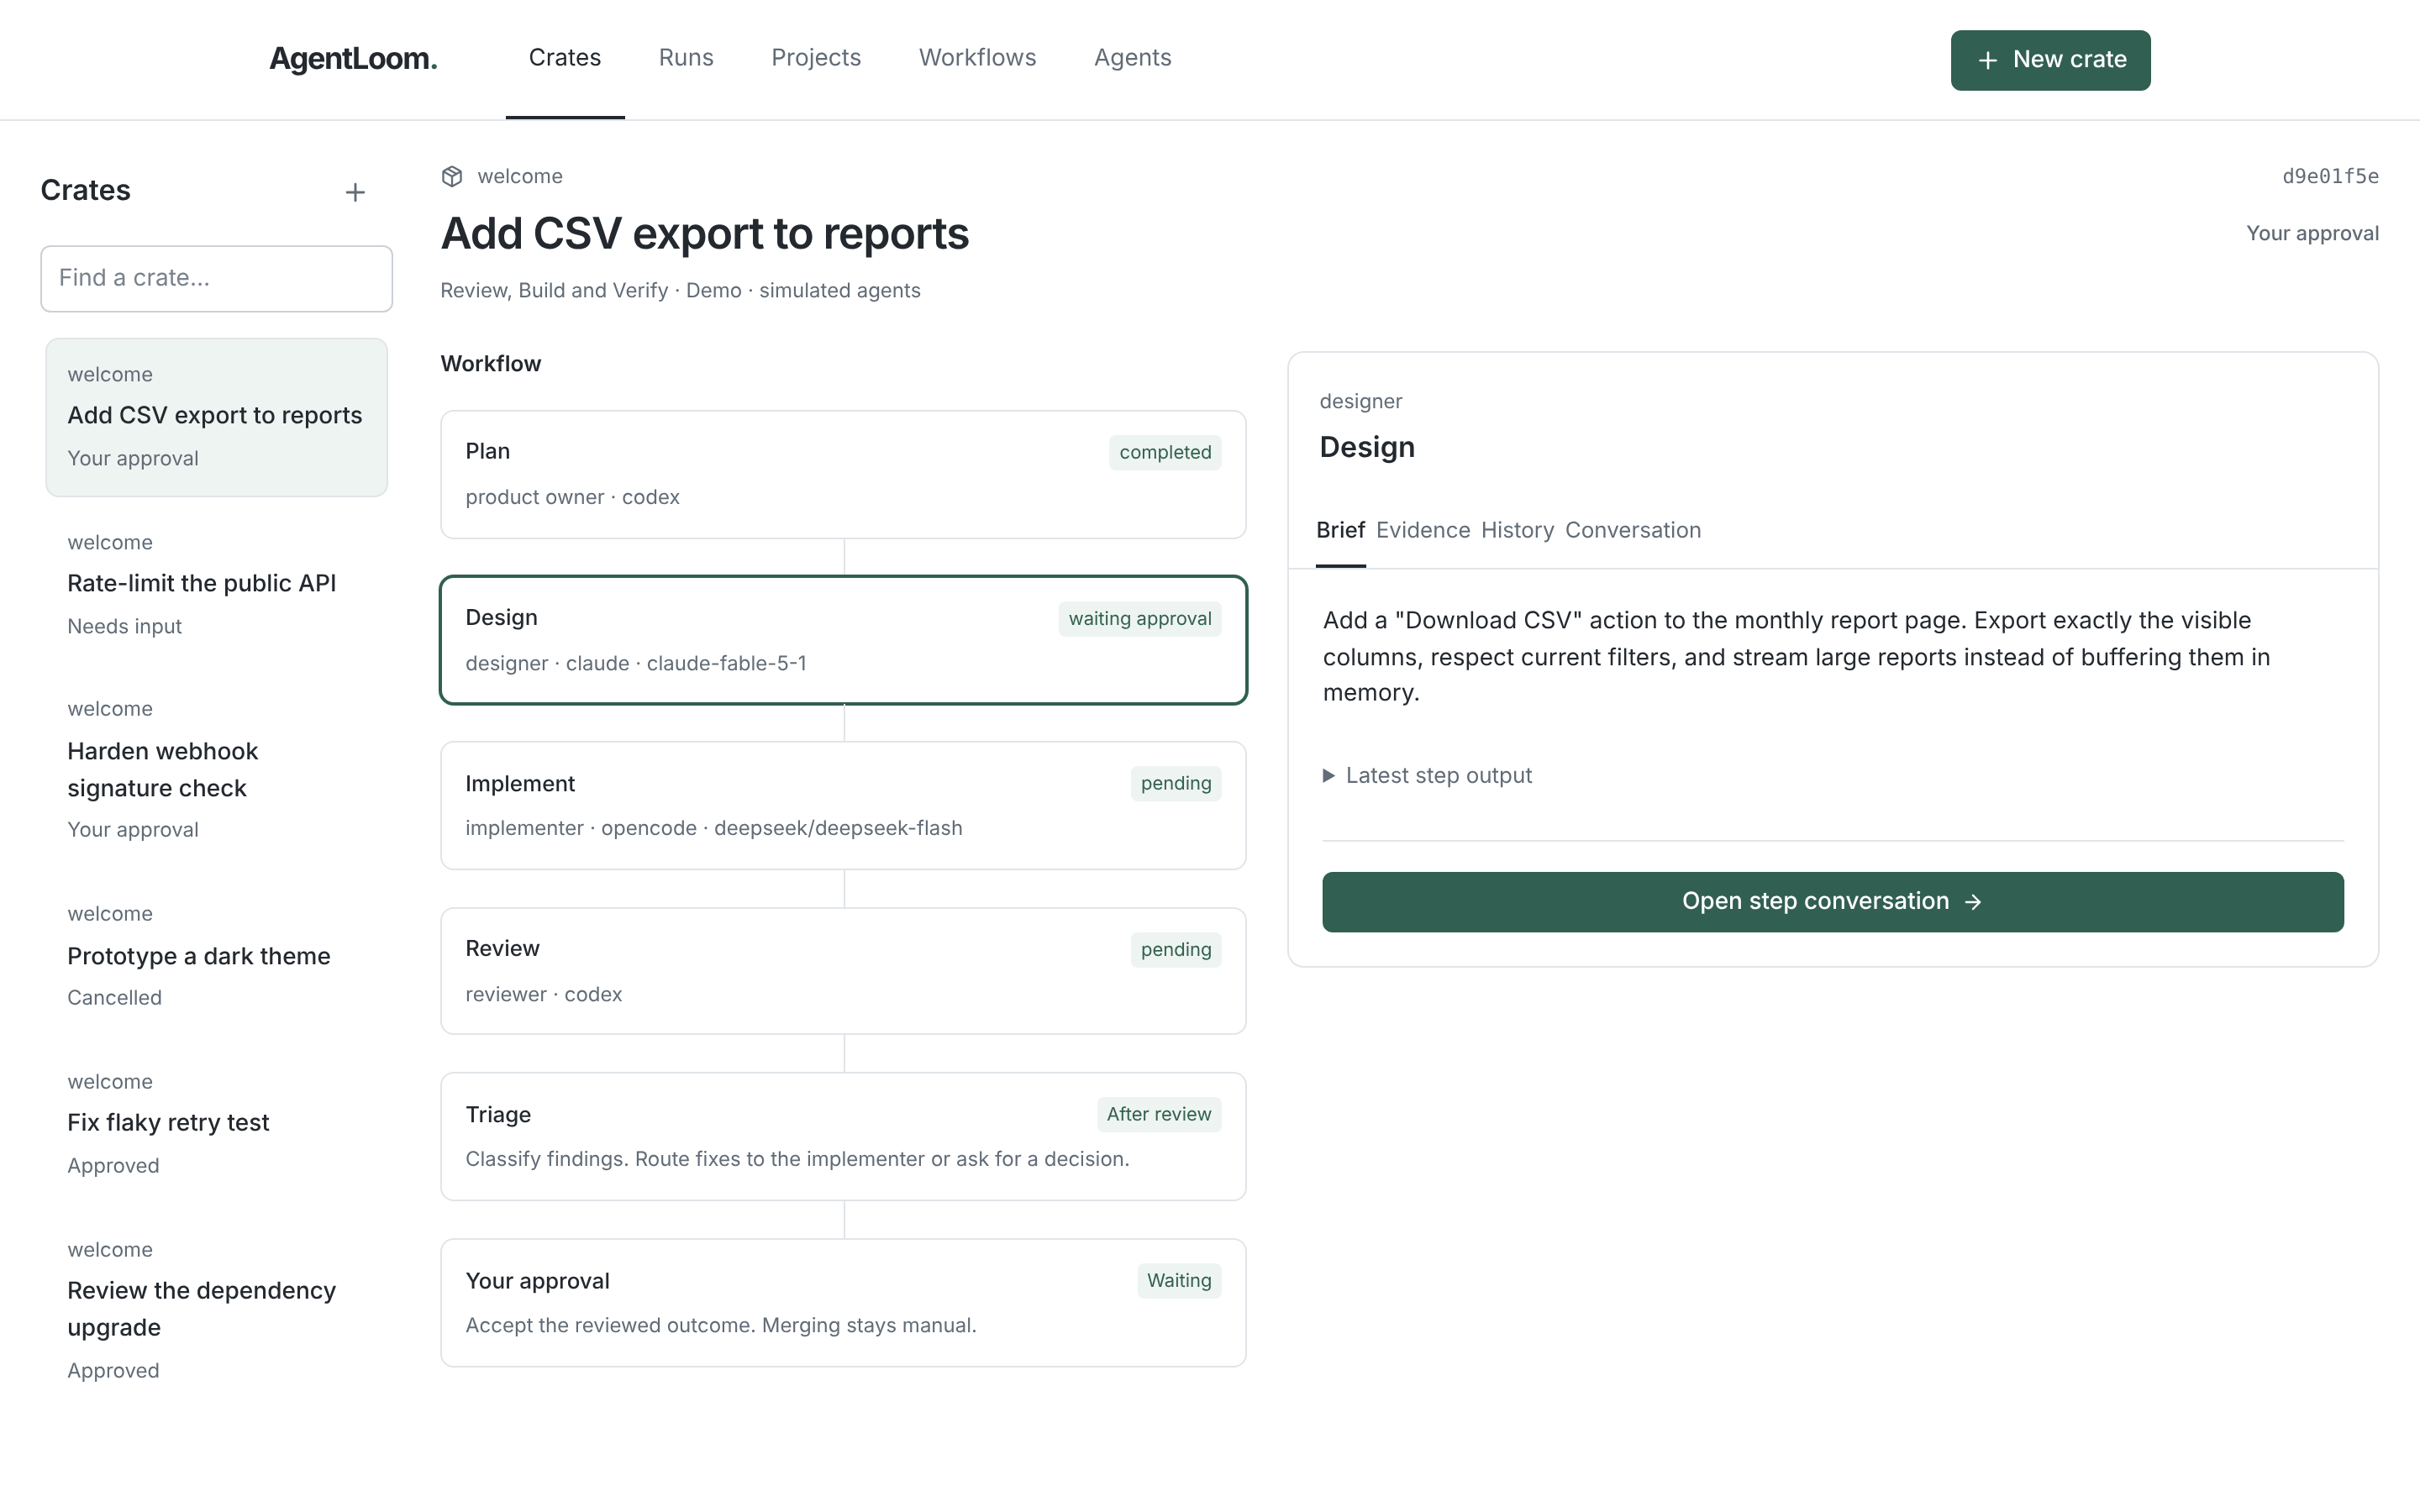 AgentLoom.
Crates
Runs
Projects
Workflows
Agents
+ New crate
Crates
+
Find a crate...
welcome
Add CSV export to reports
Your approval
welcome
Rate-limit the public API
Needs input
welcome
Harden webhook
signature check
Your approval
welcome
Prototype a dark theme
Cancelled
welcome
Fix flaky retry test
Approved
welcome
Review the dependency
upgrade
Approved
welcome
d9e01f5e
Add CSV export to reports
Your approval
Review, Build and Verify · Demo · simulated agents
Workflow
Plan
completed
product owner · codex
Design
waiting approval
designer · claude · claude-fable-5-1
Implement
pending
implementer · opencode · deepseek/deepseek-flash
Review
pending
reviewer · codex
Triage
After review
Classify findings. Route fixes to the implementer or ask for a decision.
Your approval
Waiting
Accept the reviewed outcome. Merging stays manual.
designer
Design
Brief Evidence History Conversation
Add a "Download CSV" action to the monthly report page. Export exactly the visible
columns, respect current filters, and stream large reports instead of buffering them in
memory.
▶ Latest step output
Open step conversation →